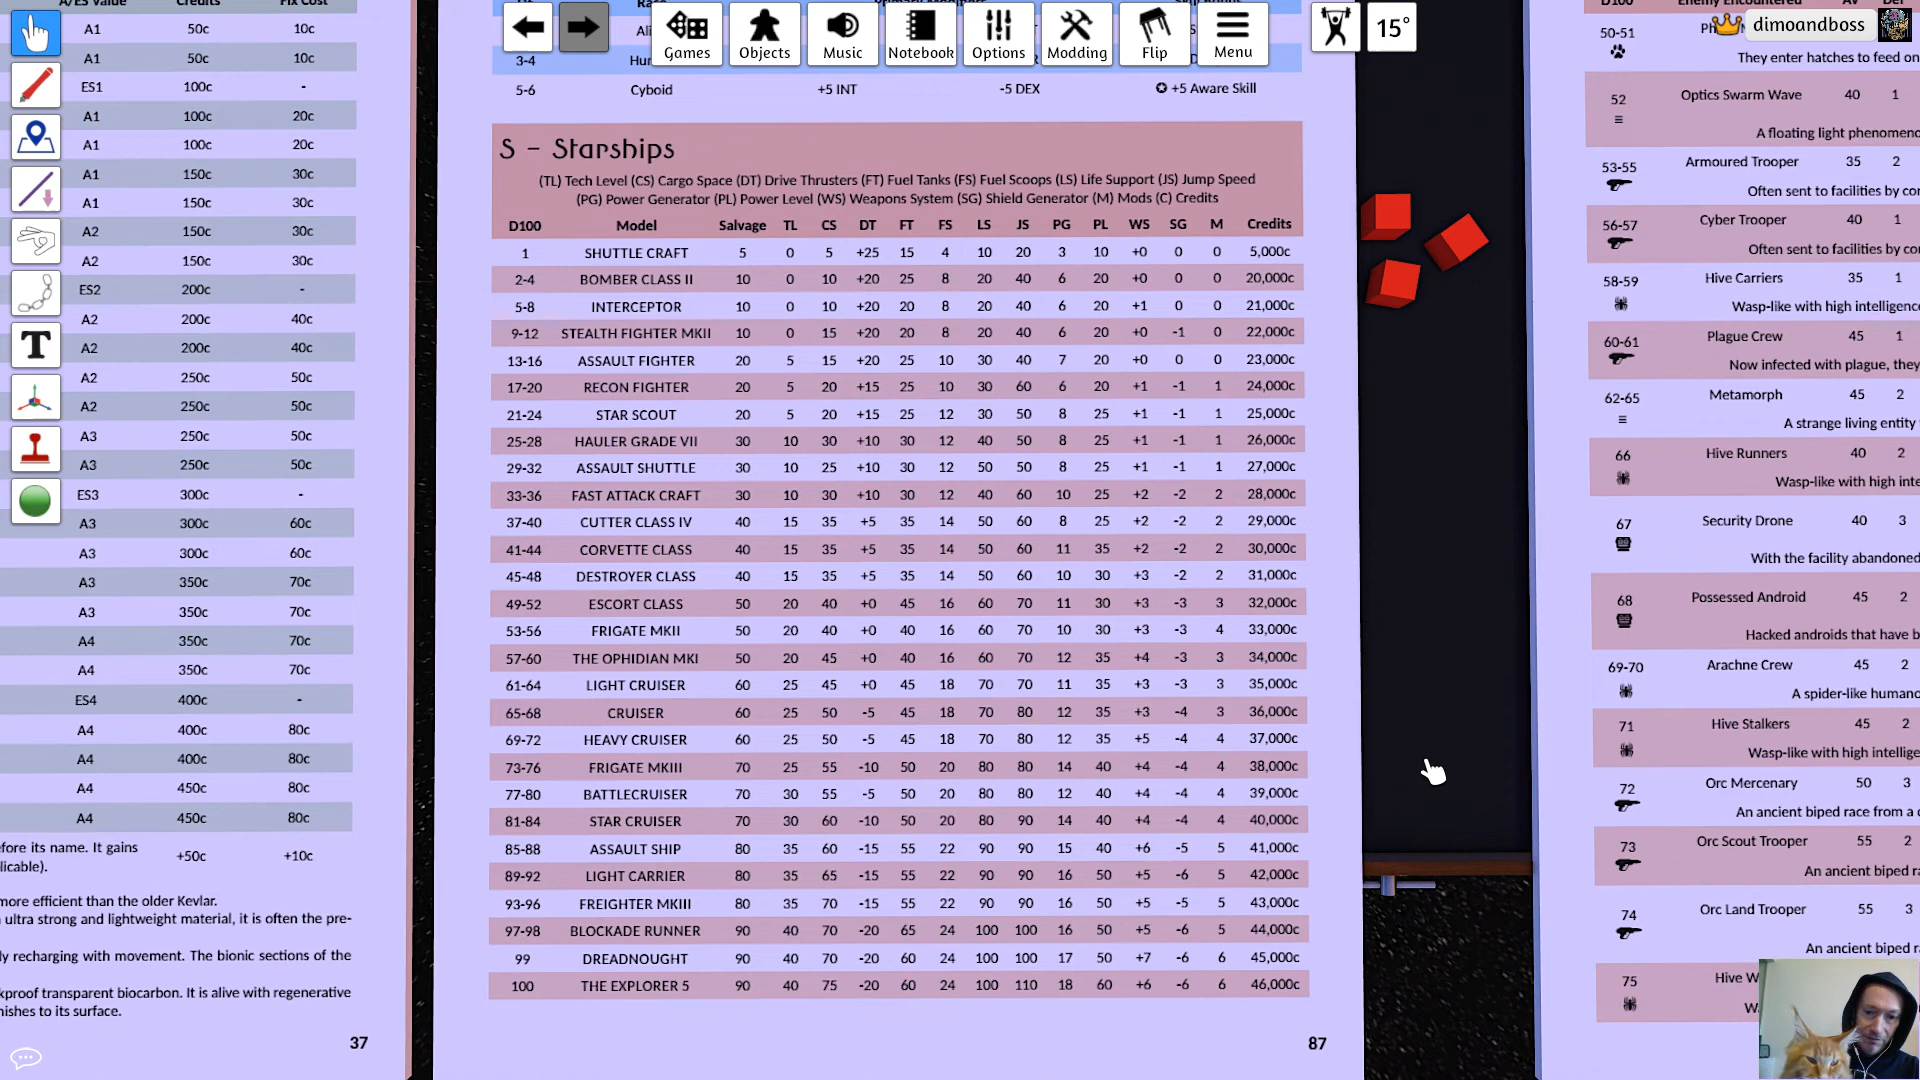 A/ES Value Credits Fix Cost
A1 50c 10c
A1 50c 10c
ES1 100c -
A1 100c 20c
A1 100c 20c
A1 150c 30c
A1 150c 30c
A2 150c 30c
A2 150c 30c
ES2 200c -
A2 200c 40c
A2 200c 40c
A2 250c 50c
A2 250c 50c
A3 250c 50c
A3 250c 50c
ES3 300c -
A3 300c 60c
A3 300c 60c
A3 350c 70c
A3 350c 70c
A4 350c 70c
A4 350c 70c
ES4 400c -
A4 400c 80c
A4 400c 80c
A4 450c 80c
A4 450c 80c
its name. It gains
+50c +10c
more efficient than the older Kevlar.
ultra strong and lightweight material, it is often the pre-
recharging with movement. The bionic sections of the
transparent biocarbon. It is alive with regenerative
to its surface.
37
T
Games
Objects
Music
Notebook
Options
Modding
Flip
Menu
15°
3-4
5-6 Cyboid +5 INT -5 DEX ✪ +5 Aware Skill
S - Starships
(TL) Tech Level (CS) Cargo Space (DT) Drive Thrusters (FT) Fuel Tanks (FS) Fuel Scoops (LS) Life Support (JS) Jump Speed
(PG) Power Generator (PL) Power Level (WS) Weapons System (SG) Shield Generator (M) Mods (C) Credits
D100 Model Salvage TL CS DT FT FS LS JS PG PL WS SG M Credits
1 SHUTTLE CRAFT 5 0 5 +25 15 4 10 20 3 10 +0 0 0 5,000c
2-4 BOMBER CLASS II 10 0 10 +20 25 8 20 40 6 20 +0 0 0 20,000c
5-8 INTERCEPTOR 10 0 10 +20 20 8 20 40 6 20 +1 0 0 21,000c
9-12 STEALTH FIGHTER MKII 10 0 15 +20 20 8 20 40 6 20 +0 -1 0 22,000c
13-16 ASSAULT FIGHTER 20 5 15 +20 25 10 30 40 7 20 +0 0 0 23,000c
17-20 RECON FIGHTER 20 5 20 +15 25 10 30 60 6 20 +1 -1 1 24,000c
21-24 STAR SCOUT 20 5 20 +15 25 12 30 50 8 25 +1 -1 1 25,000c
25-28 HAULER GRADE VII 30 10 30 +10 30 12 40 50 8 25 +1 -1 1 26,000c
29-32 ASSAULT SHUTTLE 30 10 25 +10 30 12 50 50 8 25 +1 -1 1 27,000c
33-36 FAST ATTACK CRAFT 30 10 30 +10 30 12 40 60 10 25 +2 -2 2 28,000c
37-40 CUTTER CLASS IV 40 15 35 +5 35 14 50 60 8 25 +2 -2 2 29,000c
41-44 CORVETTE CLASS 40 15 35 +5 35 14 50 60 11 35 +2 -2 2 30,000c
45-48 DESTROYER CLASS 40 15 35 +5 35 14 50 60 10 30 +3 -2 2 31,000c
49-52 ESCORT CLASS 50 20 40 +0 45 16 60 70 11 30 +3 -3 3 32,000c
53-56 FRIGATE MKII 50 20 40 +0 40 16 60 70 10 30 +3 -3 4 33,000c
57-60 THE OPHIDIAN MKI 50 20 45 +0 40 16 60 70 12 35 +4 -3 3 34,000c
61-64 LIGHT CRUISER 60 25 45 +0 45 18 70 70 11 35 +3 -3 3 35,000c
65-68 CRUISER 60 25 50 -5 45 18 70 80 12 35 +3 -4 3 36,000c
69-72 HEAVY CRUISER 60 25 50 -5 45 18 70 80 12 35 +5 -4 4 37,000c
73-76 FRIGATE MKIII 70 25 55 -10 50 20 80 80 14 40 +4 -4 4 38,000c
77-80 BATTLECRUISER 70 30 55 -5 50 20 80 80 12 40 +4 -4 4 39,000c
81-84 STAR CRUISER 70 30 60 -10 50 20 80 90 14 40 +4 -4 4 40,000c
85-88 ASSAULT SHIP 80 35 60 -15 55 22 90 90 15 40 +6 -5 5 41,000c
89-92 LIGHT CARRIER 80 35 65 -15 55 22 90 90 16 50 +5 -6 5 42,000c
93-96 FREIGHTER MKIII 80 35 70 -15 55 22 90 90 16 50 +5 -5 5 43,000c
97-98 BLOCKADE RUNNER 90 40 70 -20 65 24 100 100 16 50 +5 -6 5 44,000c
99 DREADNOUGHT 90 40 70 -20 60 24 100 100 17 50 +7 -6 6 45,000c
100 THE EXPLORER 5 90 40 75 -20 60 24 100 110 18 60 +6 -6 6 46,000c
87
dimoandboss
D100 Enemy Encountered
50-51
They enter hatches to feed on
52 Optics Swarm Wave 40 1
A floating light
53-55 Armoured Trooper 35 2
Often sent to facilities by
56-57 Cyber Trooper 40 1
Often sent to facilities by
58-59 Hive Carriers 35 1
Wasp-like with high
60-61 Plague Crew 45 1
Now infected with plague, they
62-65 Metamorph 45 2
A strange living entity
66 Hive Runners 40 2
Wasp-like with high
67 Security Drone 40 3
With the facility abandoned
68 Possessed Android 45 2
Hacked androids that have
69-70 Arachne Crew 45 2
A spider-like
71 Hive Stalkers 45 2
Wasp-like with high
72 Orc Mercenary 50 3
An ancient biped race from a
73 Orc Scout Trooper 55 2
An ancient biped
74 Orc Land Trooper 55 3
An ancient biped
75 Hive